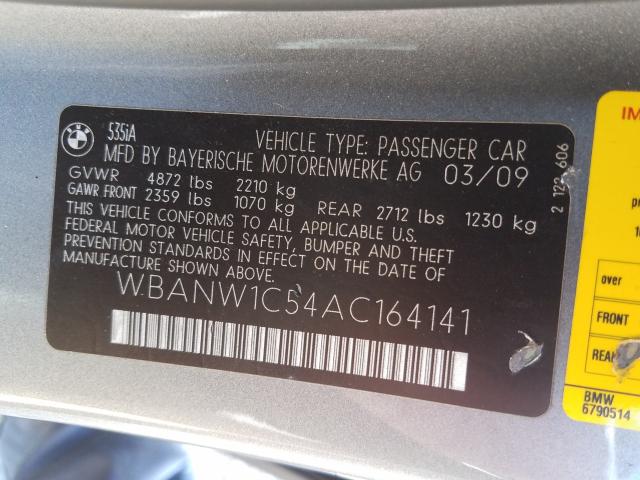 BMW
535iA
VEHICLE TYPE: PASSENGER CAR
MFD BY BAYERISCHE MOTORENWERKE AG 03/09
GVWR 4872 lbs 2210 kg
GAWR FRONT 2359 lbs 1070 kg REAR 2712 lbs 1230 kg
THIS VEHICLE CONFORMS TO ALL APPLICABLE U.S.
FEDERAL MOTOR VEHICLE SAFETY, BUMPER AND THEFT
PREVENTION STANDARDS IN EFFECT ON THE DATE OF
MANUFACTURE SHOWN ABOVE.
WBANW1C54AC164141
606
over
FRONT
BMW
6790514